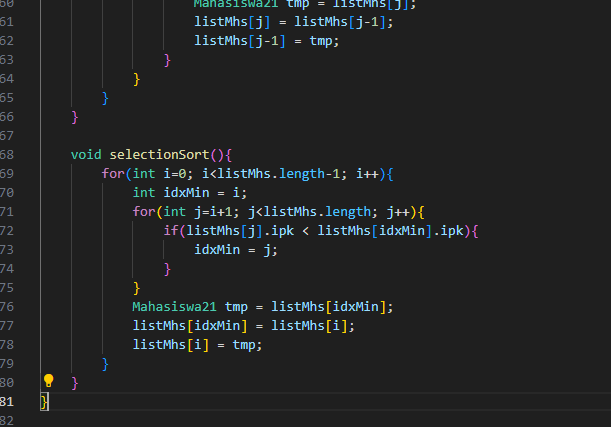 60 Mahasiswa21 tmp = listMhs[j];
61 listMhs[j] = listMhs[j-1];
62 listMhs[j-1] = tmp;
63 }
64 }
65 }
66 }
67
68 void selectionSort(){
69 for(int i=0; i<listMhs.length-1; i++){
70 int idxMin = i;
71 for(int j=i+1; j<listMhs.length; j++){
72 if(listMhs[j].ipk < listMhs[idxMin].ipk){
73 idxMin = j;
74 }
75 }
76 Mahasiswa21 tmp = listMhs[idxMin];
77 listMhs[idxMin] = listMhs[i];
78 listMhs[i] = tmp;
79 }
80 }
81 }
82